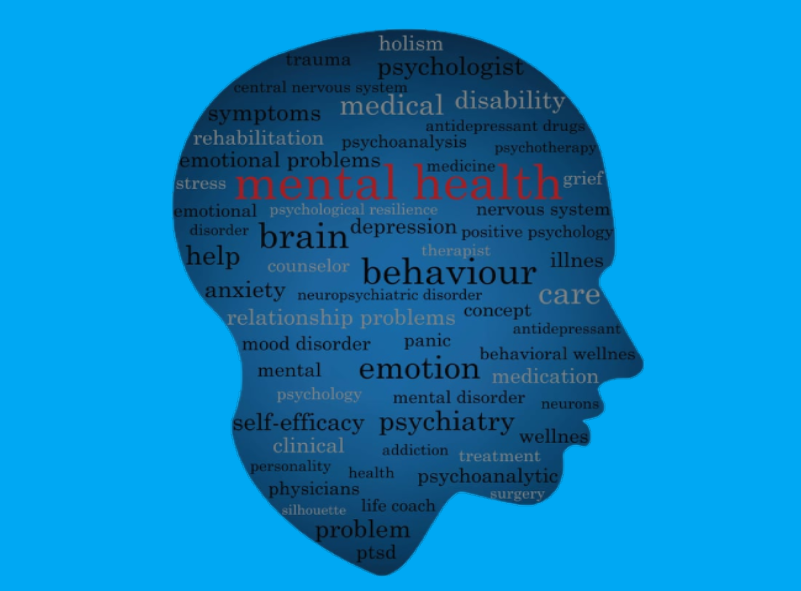 holism
trauma
psychologist
central nervous system
symptoms
medical
disability
antidepressant drugs
rehabilitation
psychoanalysis
psychotherapy
emotional problems
medicine
stress
mental health
grief
emotional
psychological resilience
nervous system
disorder
brain
depression
positive psychology
help
therapist
counselor
behaviour
illnes
anxiety
neuropsychiatric disorder
care
relationship problems
concept
antidepressant
mood disorder
panic
behavioral wellnes
mental
emotion
medication
psychology
mental disorder
neurons
self-efficacy
psychiatry
wellnes
clinical
addiction
treatment
personality
health
psychoanalytic
physicians
surgery
silhouette
life coach
problem
ptsd